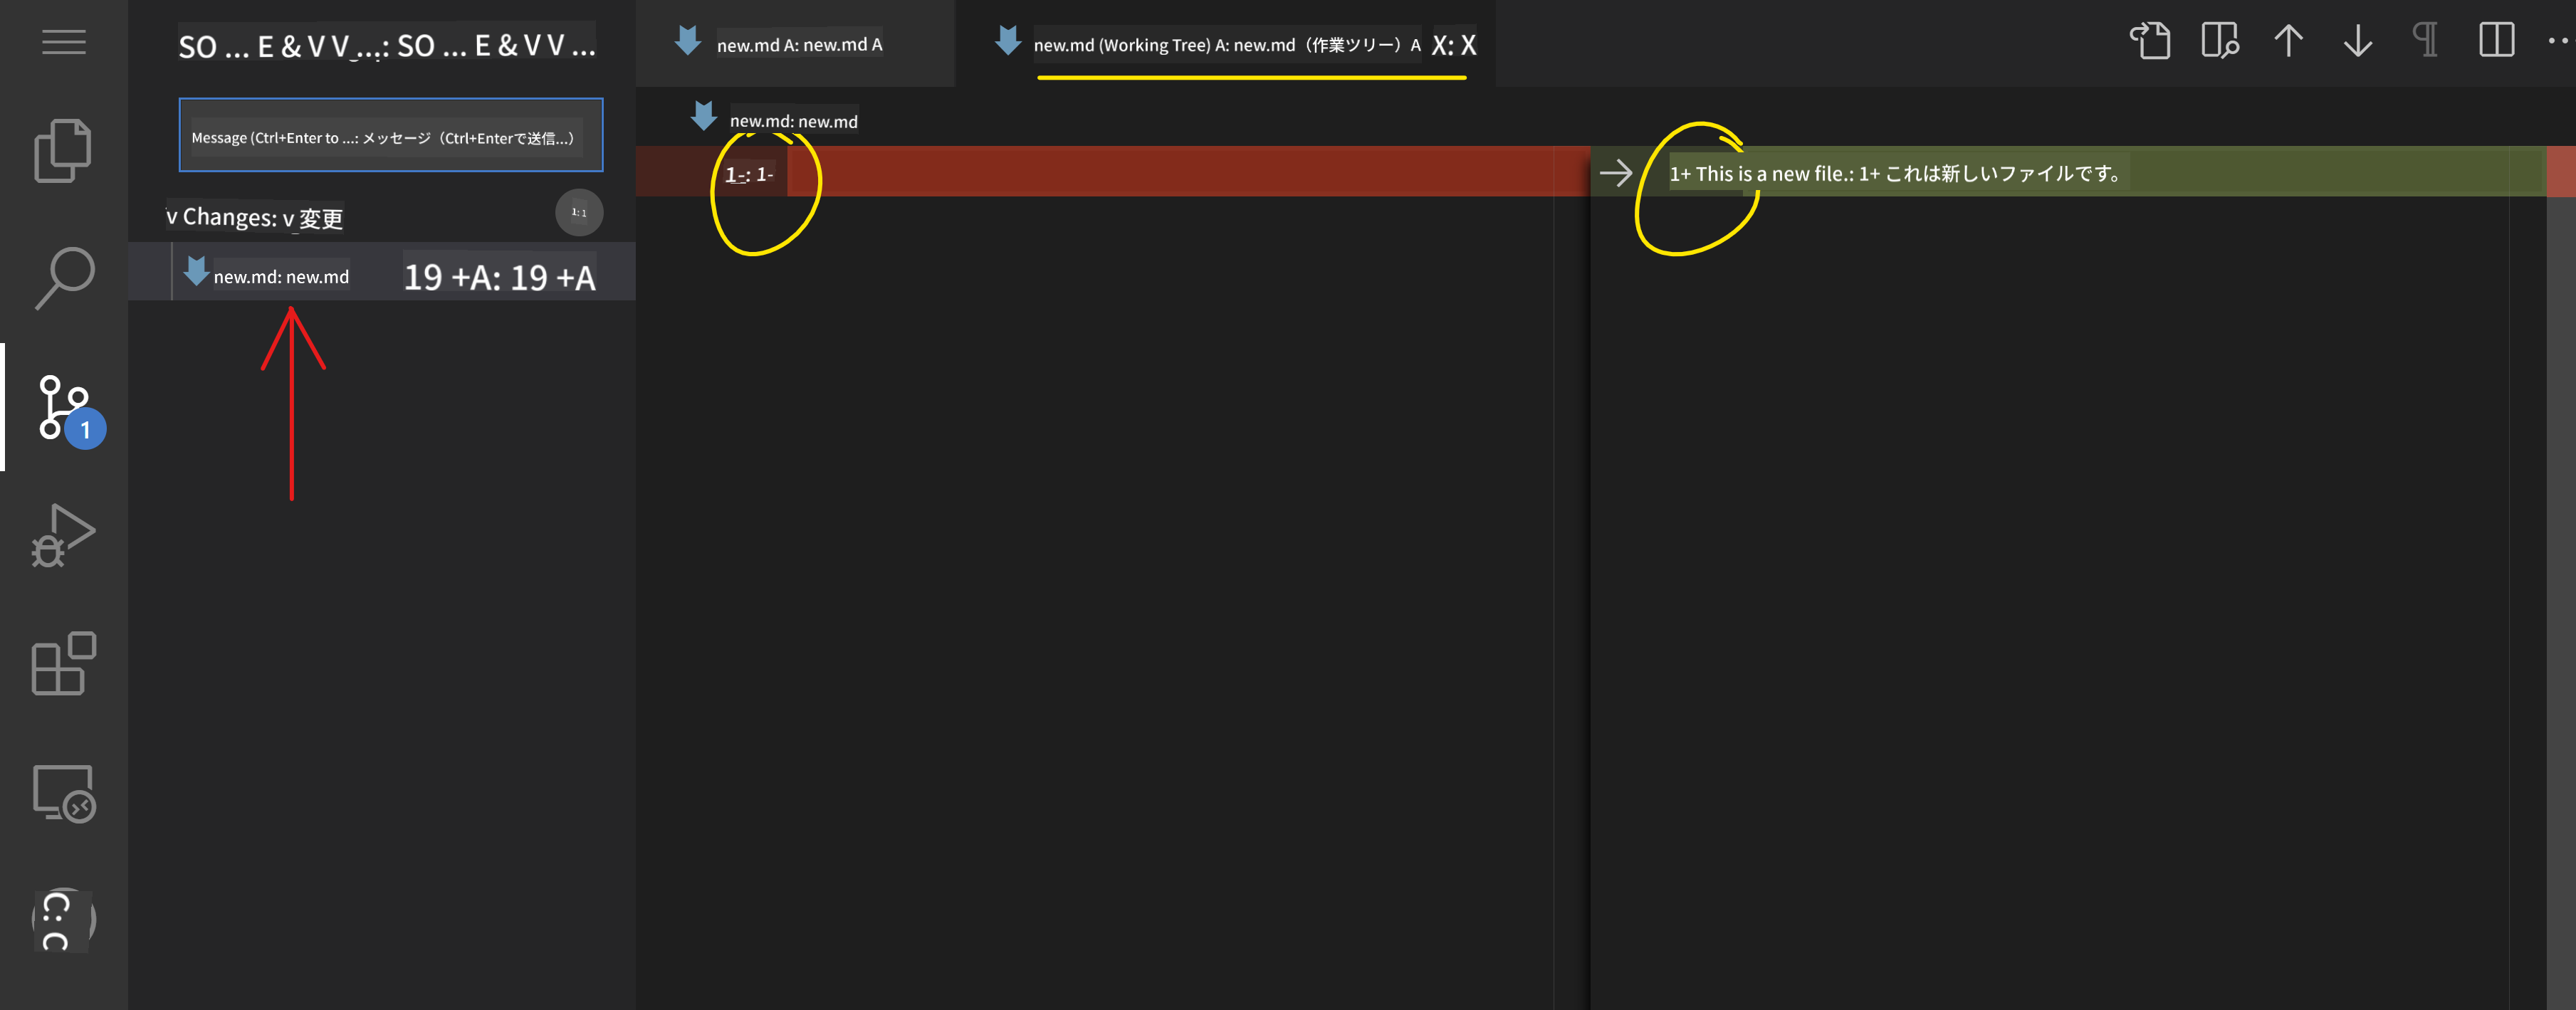 SO ... E & V V ...: SO ... E & V V ...
new.md A: new.md A
new.md (Working Tree) A: new.md（作業ツリー）A X: X
Message (Ctrl+Enter to ...: メッセージ（Ctrl+Enterで送信...）
v Changes: v 変更
1: 1
new.md: new.md
19 +A: 19 +A
1
C: C
new.md: new.md
1-: 1-
1+ This is a new file.: 1+ これは新しいファイルです。